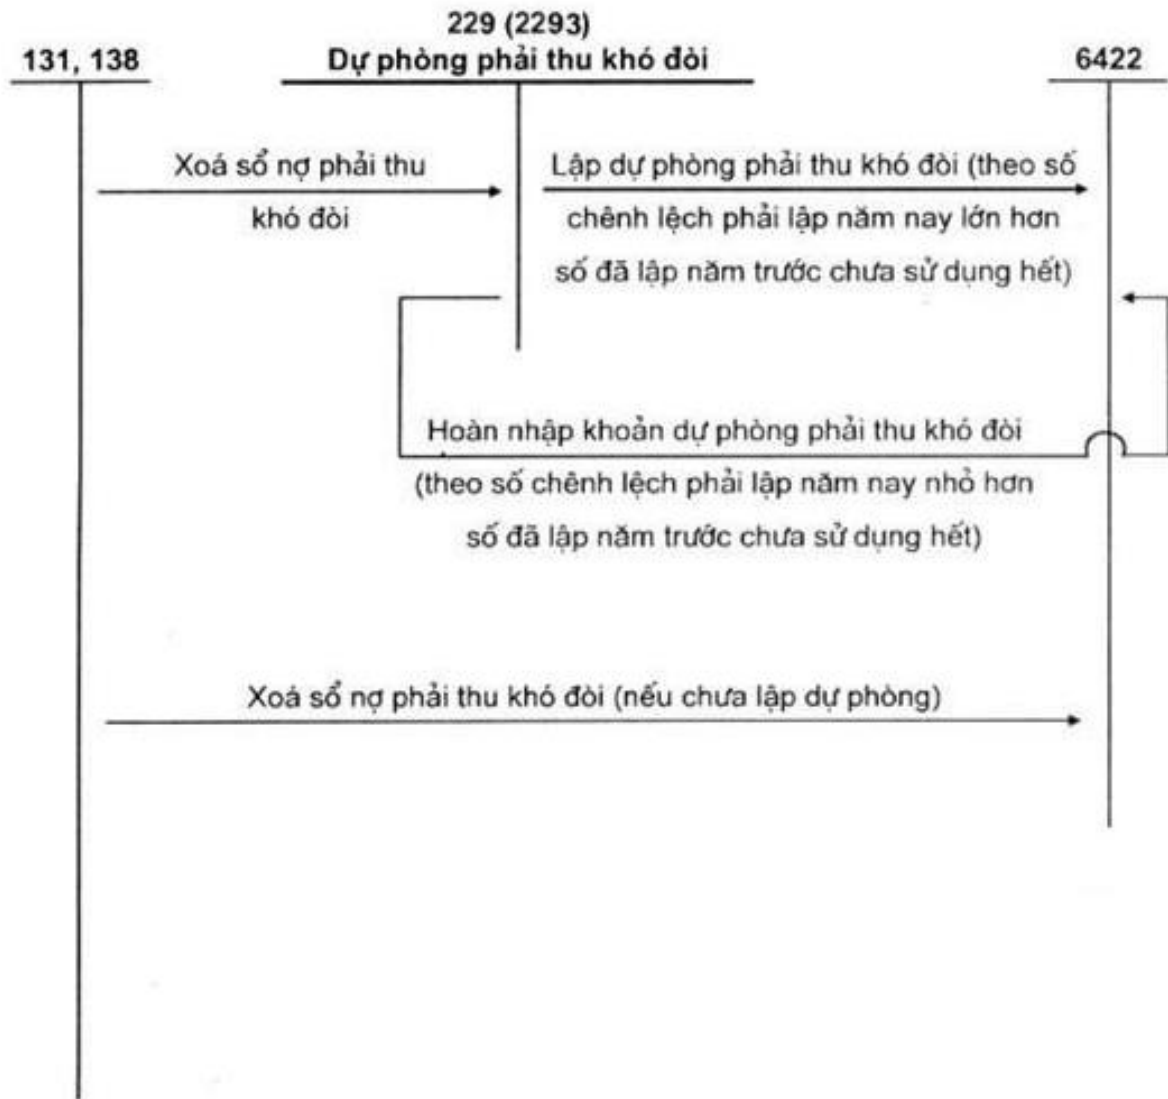 229 (2293)
131, 138
Dự phòng phải thu khó đòi
6422
Xoá sổ nợ phải thu
khó đòi
Lập dự phòng phải thu khó đòi (theo số
chênh lệch phải lập năm nay lớn hơn
số đã lập năm trước chưa sử dụng hết)
Hoàn nhập khoản dự phòng phải thu khó đòi
(theo số chênh lệch phải lập năm nay nhỏ hơn
số đã lập năm trước chưa sử dụng hết)
Xoá sổ nợ phải thu khó đòi (nếu chưa lập dự phòng)